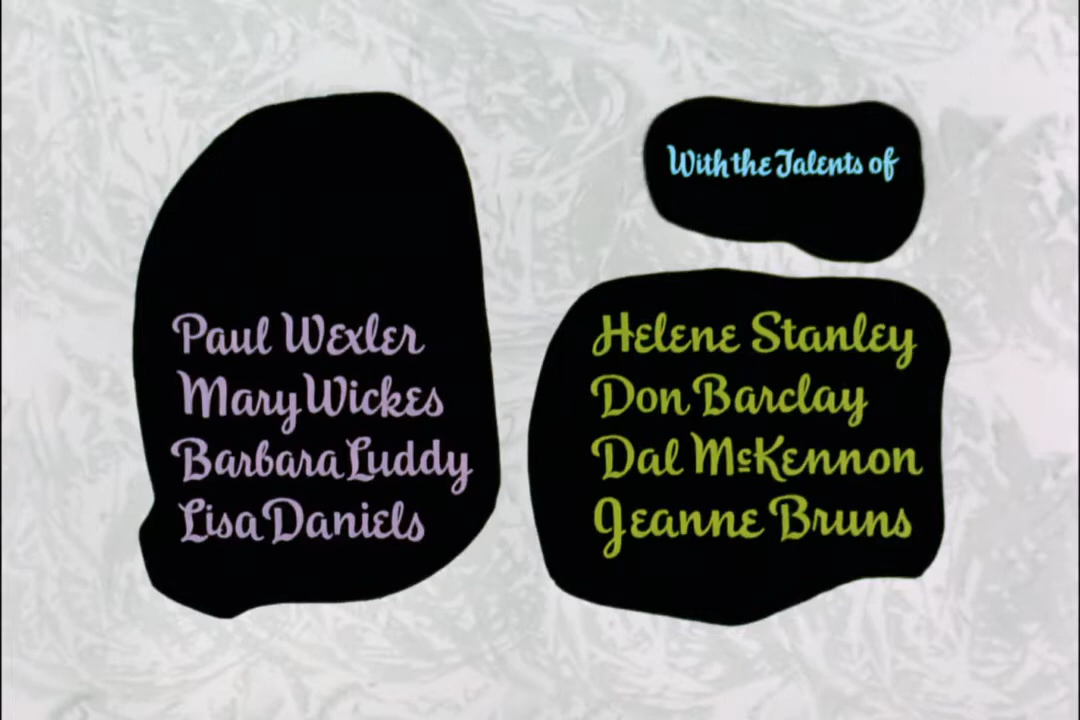 With the Talents of
Paul Wexler
Mary Wickes
Barbara Luddy
Lisa Daniels
Helene Stanley
Don Barclay
Dal McKennon
Jeanne Bruns